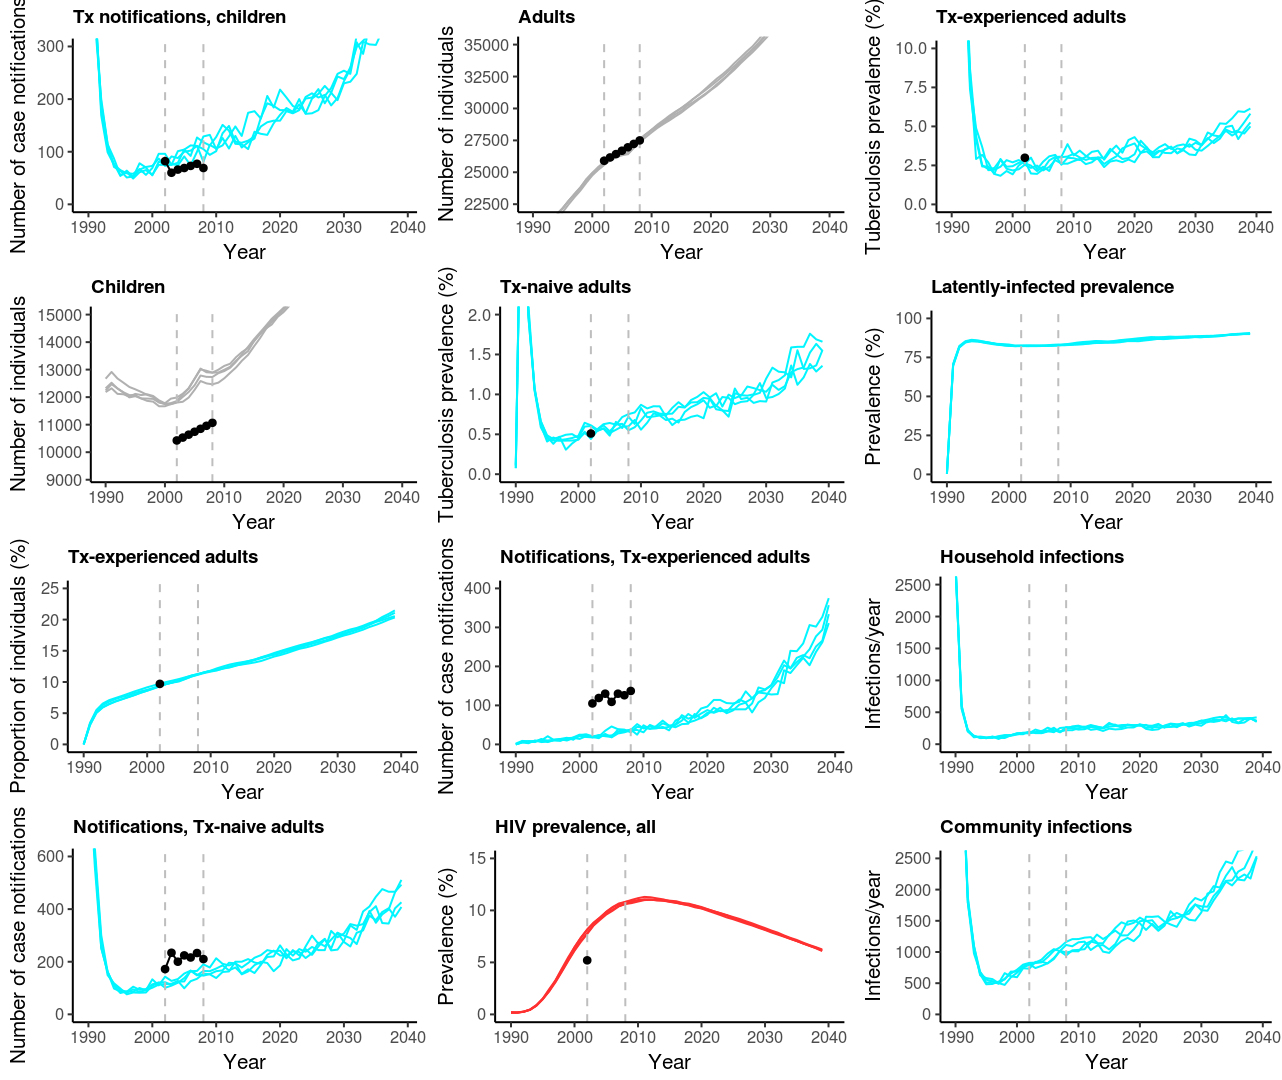 Tx notifications, children
Number of case notifications
300
200
100
0
1990 2000 2010 2020 2030 2040
Year
Adults
Number of individuals
35000
32500
30000
27500
25000
22500
1990 2000 2010 2020 2030 2040
Year
Tx-experienced adults
Tuberculosis prevalence (%)
10.0
7.5
5.0
2.5
0.0
1990 2000 2010 2020 2030 2040
Year
Children
Number of individuals
15000
14000
13000
12000
11000
10000
9000
1990 2000 2010 2020 2030 2040
Year
Tx-naive adults
Tuberculosis prevalence (%)
2.0
1.5
1.0
0.5
0.0
1990 2000 2010 2020 2030 2040
Year
Latently-infected prevalence
Prevalence (%)
100
75
50
25
0
1990 2000 2010 2020 2030 2040
Year
Tx-experienced adults
Proportion of individuals (%)
25
20
15
10
5
0
1990 2000 2010 2020 2030 2040
Year
Notifications, Tx-experienced adults
Number of case notifications
400
300
200
100
0
1990 2000 2010 2020 2030 2040
Year
Household infections
Infections/year
2500
2000
1500
1000
500
0
1990 2000 2010 2020 2030 2040
Year
Notifications, Tx-naive adults
Number of case notifications
600
400
200
0
1990 2000 2010 2020 2030 2040
Year
HIV prevalence, all
Prevalence (%)
15
10
5
0
1990 2000 2010 2020 2030 2040
Year
Community infections
Infections/year
2500
2000
1500
1000
500
0
1990 2000 2010 2020 2030 2040
Year